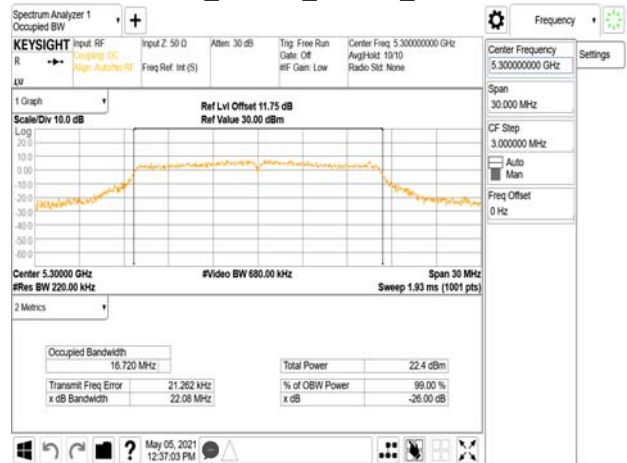 Spectrum Analyzer 1
Occupied BW
Frequency
KEYSIGHT
Input: RF
Coupling: DC
Align: Auto/No RF
Input Z: 50 Ω
Freq Ref: Int (S)
Atten: 30 dB
Trig: Free Run
Gate: Off
#IF Gain: Low
Center Freq: 5.300000000 GHz
Avg|Hold: 10/10
Radio Std: None
R
1 Graph
Scale/Div 10.0 dB
Ref Lvl Offset 11.75 dB
Ref Value 30.00 dBm
Log
20.0
10.0
0.00
-10.0
-20.0
-30.0
-40.0
-50.0
-60.0
Center 5.30000 GHz
#Res BW 220.00 kHz
#Video BW 680.00 kHz
Span 30 MHz
Sweep 1.93 ms (1001 pts)
2 Metrics
Occupied Bandwidth
16.720 MHz
Transmit Freq Error 21.262 kHz
x dB Bandwidth 22.08 MHz
Total Power 22.4 dBm
% of OBW Power 99.00 %
x dB -26.00 dB
Center Frequency
5.300000000 GHz
Settings
Span
30.000 MHz
CF Step
3.000000 MHz
Auto
Man
Freq Offset
0 Hz
?
May 05, 2021
12:37:03 PM